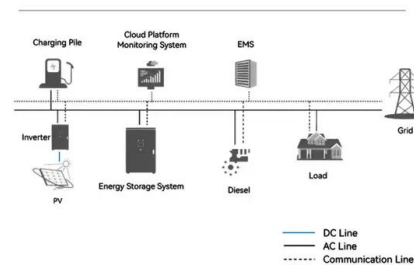 Charging Pile
Cloud Platform
Monitoring System
EMS
Grid
Inverter
PV
Energy Storage System
Diesel
Load
DC Line
AC Line
Communication Line